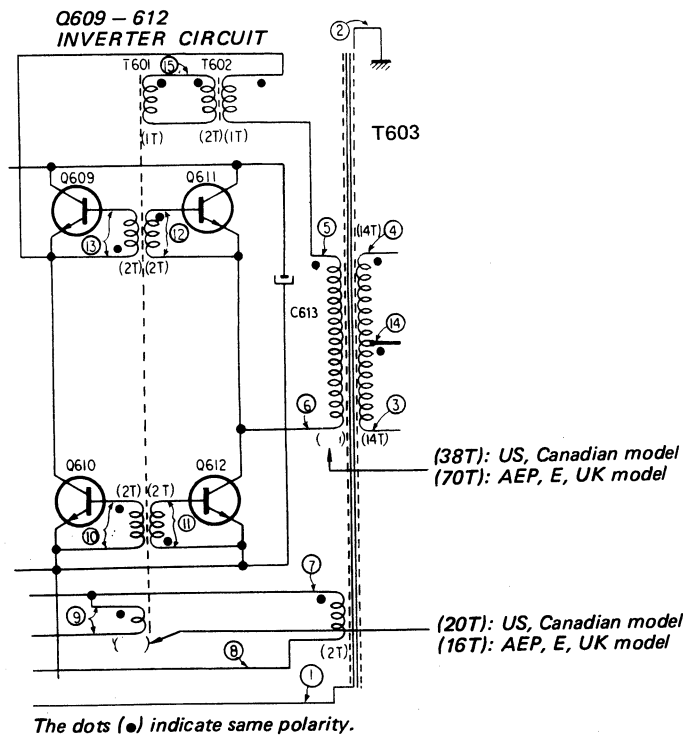 Q609 – 612
INVERTER CIRCUIT
②
T601 ⑮ T602
(1T) (2T) (1T)
T603
Q609 Q611
⑬ ⑫
(2T) (2T)
⑤ (14T) ④
C613
⑭
⑥ ③
( ) (14T)
(38T): US, Canadian model
(70T): AEP, E, UK model
Q610 Q612
(2T) (2T)
⑩ ⑪
⑦
⑨
( )
(20T): US, Canadian model
(16T): AEP, E, UK model
⑧ (2T)
①
The dots (●) indicate same polarity.